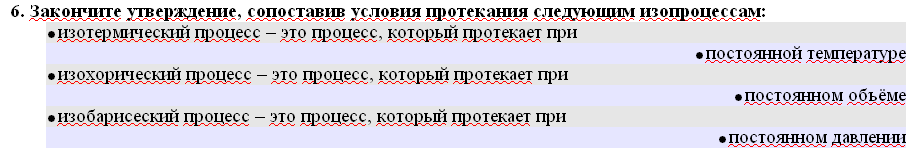 6. Закончите утверждение, сопоставив условия протекания следующим изопроцессам:
•изотермический процесс – это процесс, который протекает при
•постоянной температуре
•изохорический процесс – это процесс, который протекает при
•постоянном объёме
•изобарисеский процесс – это процесс, который протекает при
•постоянном давлении